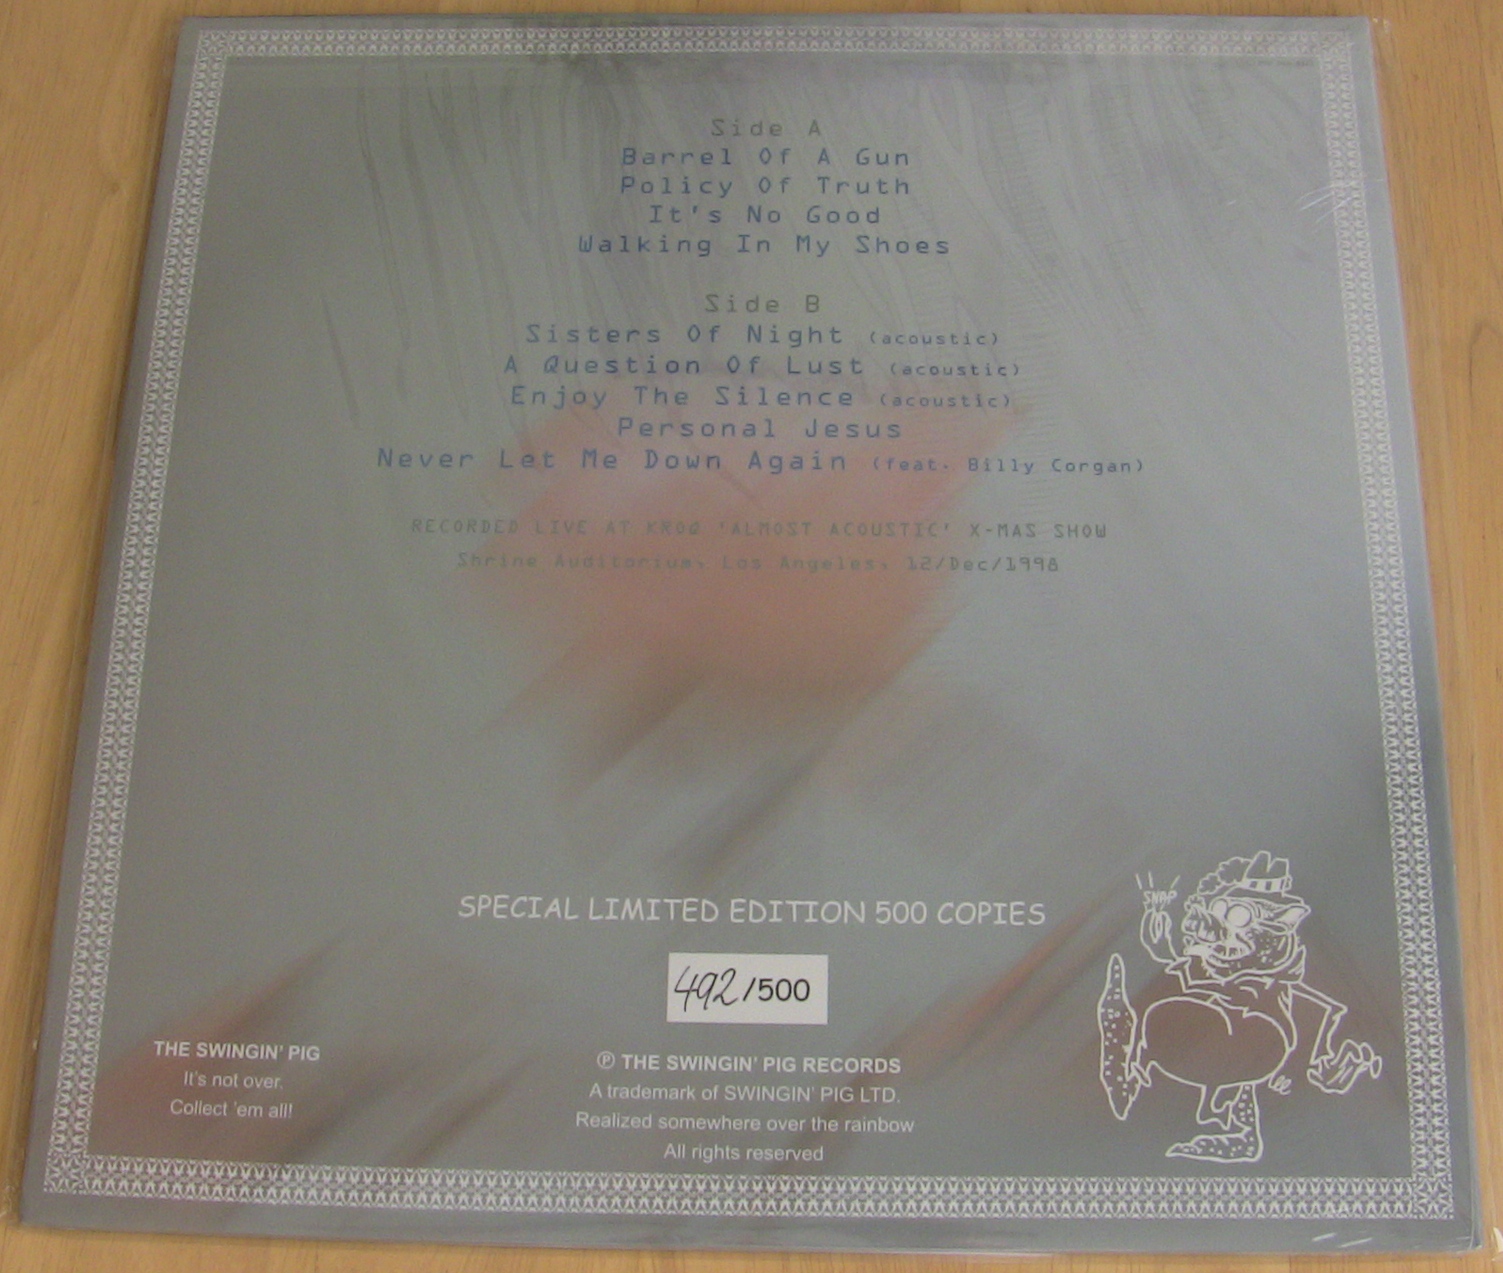 Side A
Barrel Of A Gun
Policy Of Truth
It's No Good
Walking In My Shoes
Side B
Sisters Of Night (acoustic)
A Question Of Lust (acoustic)
Enjoy The Silence (acoustic)
Personal Jesus
Never Let Me Down Again (feat. Billy Corgan)
RECORDED LIVE AT KROQ 'ALMOST ACOUSTIC' X-MAS SHOW
Shrine Auditorium, Los Angeles, 12/Dec/1998
SNAP
SPECIAL LIMITED EDITION 500 COPIES
492/500
THE SWINGIN' PIG
It's not over.
Collect 'em all!
℗ THE SWINGIN' PIG RECORDS
A trademark of SWINGIN' PIG LTD.
Realized somewhere over the rainbow
All rights reserved